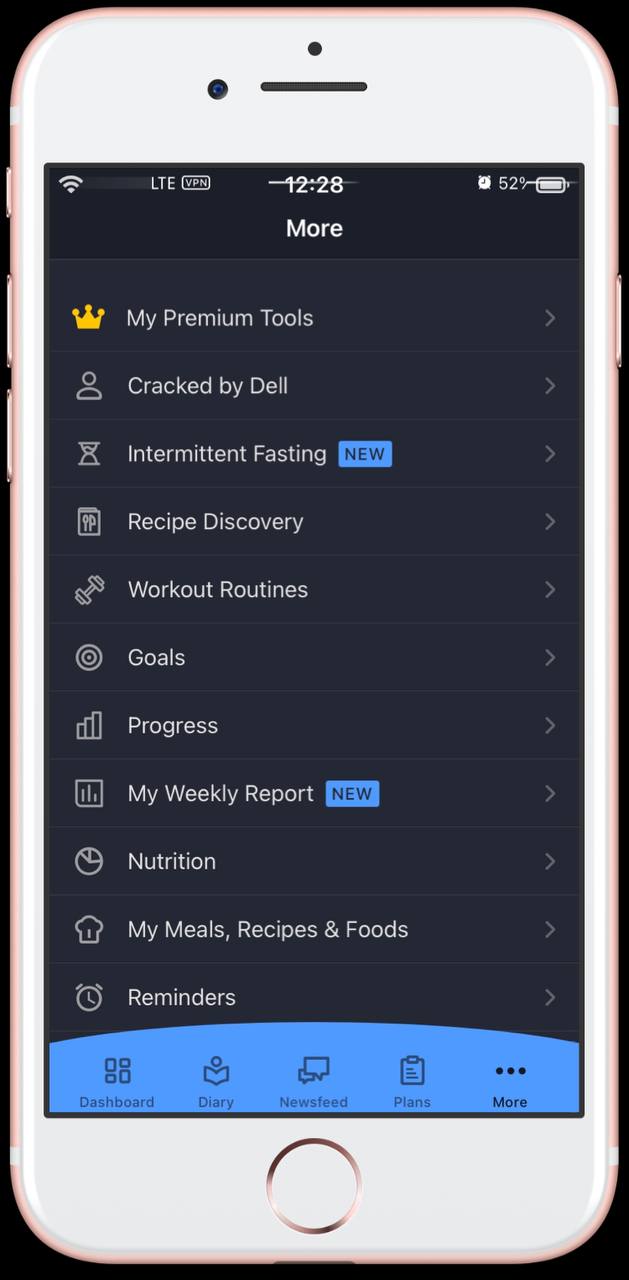 LTE VPN 12:28 52%
More
My Premium Tools
Cracked by Dell
Intermittent Fasting NEW
Recipe Discovery
Workout Routines
Goals
Progress
My Weekly Report NEW
Nutrition
My Meals, Recipes & Foods
Reminders
Dashboard Diary Newsfeed Plans More